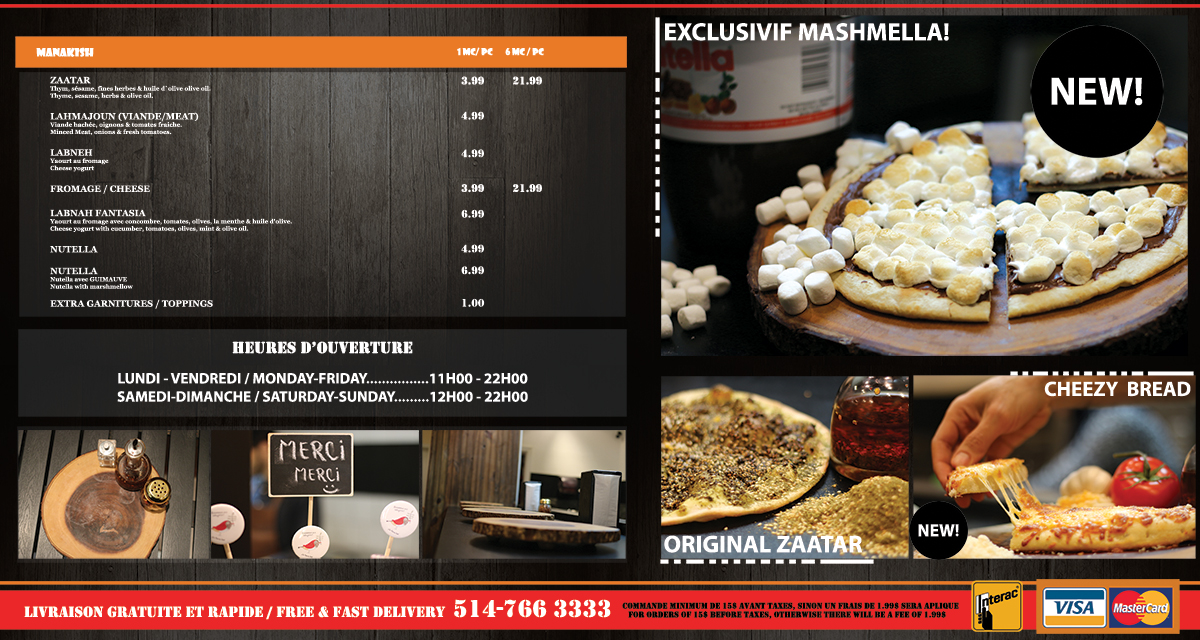 MANAKISH 1 MC/ PC 6 MC / PC
ZAATAR 3.99 21.99
Thym, sésame, fines herbes & huile d`olive olive oil.
Thyme, sesame, herbs & olive oil.
LAHMAJOUN (VIANDE/MEAT) 4.99
Viande hachée, oignons & tomates fraîche.
Minced Meat, onions & fresh tomatoes.
LABNEH 4.99
Yaourt au fromage
Cheese yogurt
FROMAGE / CHEESE 3.99 21.99
LABNAH FANTASIA 6.99
Yaourt au fromage avec concombre, tomates, olives, la menthe & huile d'olive.
Cheese yogurt with cucumber, tomatoes, olives, mint & olive oil.
NUTELLA 4.99
NUTELLA 6.99
Nutella avec GUIMAUVE
Nutella with marshmellow
EXTRA GARNITURES / TOPPINGS 1.00
HEURES D'OUVERTURE
LUNDI - VENDREDI / MONDAY-FRIDAY................11H00 - 22H00
SAMEDI-DIMANCHE / SATURDAY-SUNDAY.........12H00 - 22H00
MERCi
MERCi
EXCLUSIVIF MASHMELLA!
tella
NEW!
ORIGINAL ZAATAR
CHEEZY BREAD
NEW!
LIVRAISON GRATUITE ET RAPIDE / FREE & FAST DELIVERY 514-766 3333
COMMANDE MINIMUM DE 15$ AVANT TAXES, SINON UN FRAIS DE 1.99$ SERA APLIQUE
FOR ORDERS OF 15$ BEFORE TAXES, OTHERWISE THERE WILL BE A FEE OF 1.99$
Interac
VISA
MasterCard